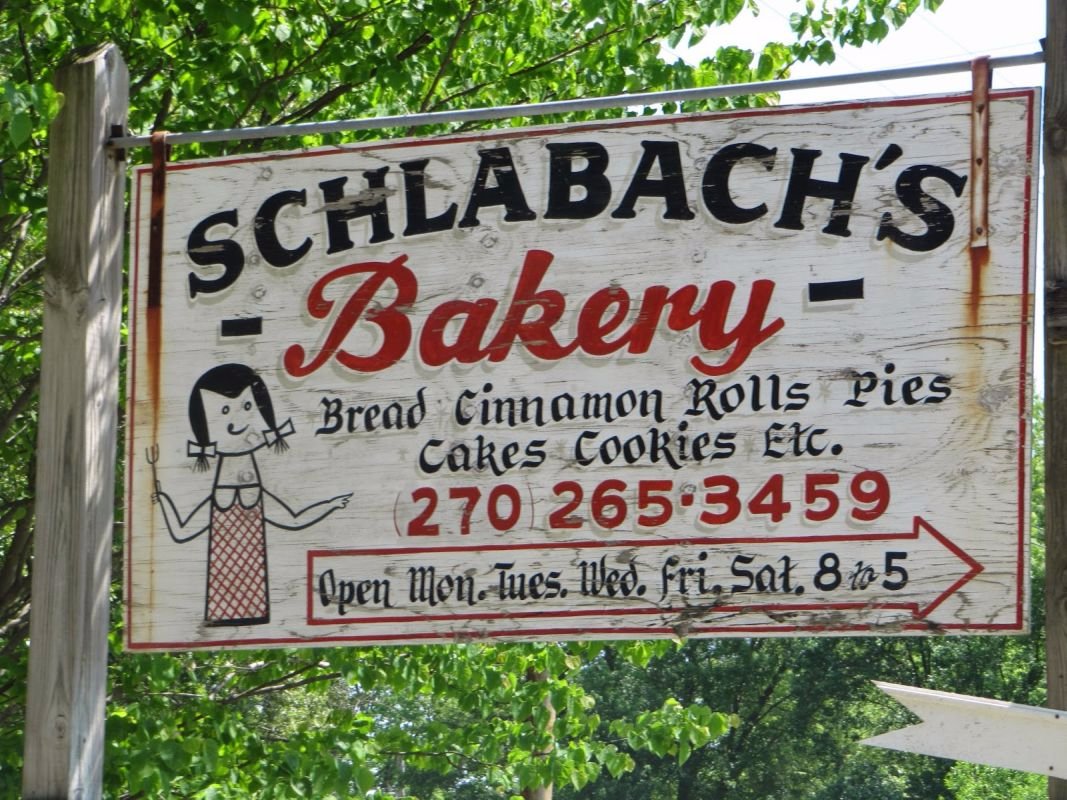 SCHLABACH'S
- Bakery -
Bread Cinnamon Rolls Pies
Cakes Cookies Etc.
(270) 265·3459
Open Mon. Tues. Wed. Fri. Sat. 8 to 5